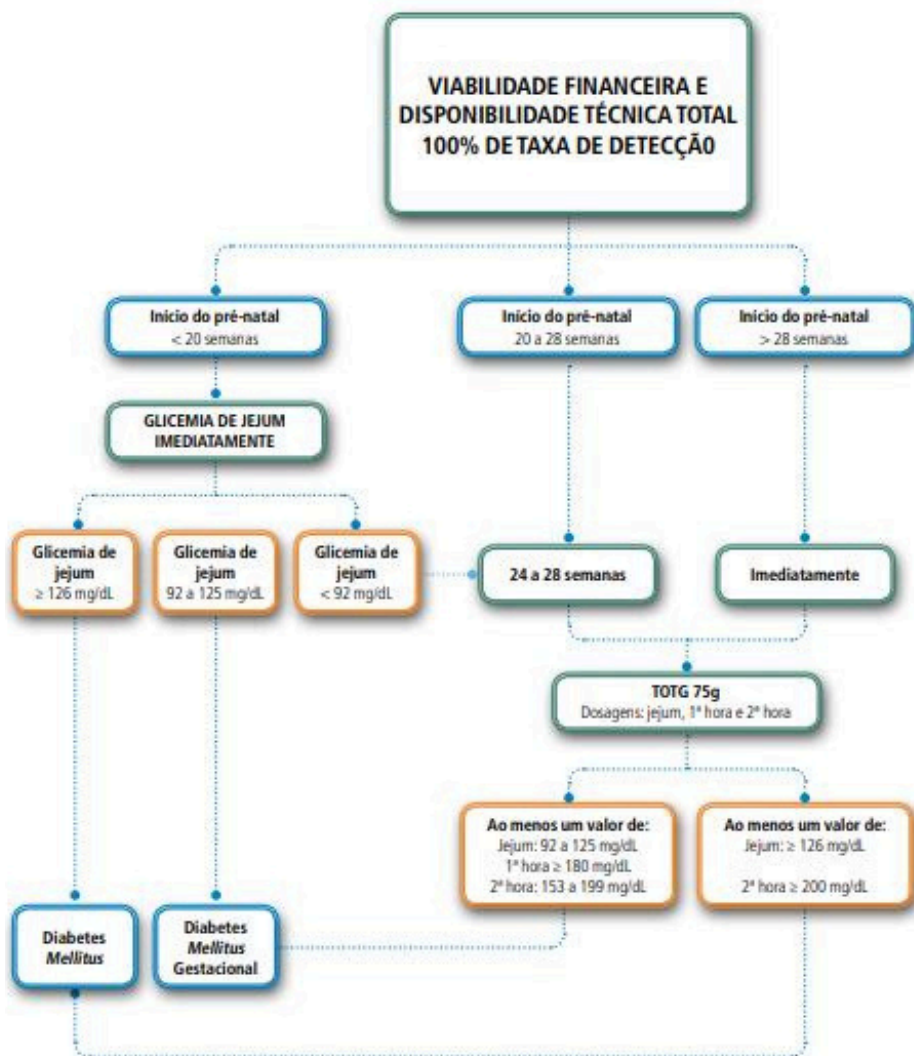 VIABILIDADE FINANCEIRA E
DISPONIBILIDADE TÉCNICA TOTAL
100% DE TAXA DE DETECÇÃO
Início do pré-natal
< 20 semanas
Início do pré-natal
20 a 28 semanas
Início do pré-natal
> 28 semanas
GLICEMIA DE JEJUM
IMEDIATAMENTE
Glicemia de
jejum
≥ 126 mg/dL
Glicemia de
jejum
92 a 125 mg/dL
Glicemia de
jejum
< 92 mg/dL
24 a 28 semanas
Imediatamente
TOTG 75g
Dosagens: jejum, 1ª hora e 2ª hora
Ao menos um valor de:
Jejum: 92 a 125 mg/dL
1ª hora ≥ 180 mg/dL
2ª hora: 153 a 199 mg/dL
Ao menos um valor de:
Jejum: ≥ 126 mg/dL
2ª hora ≥ 200 mg/dL
Diabetes
Mellitus
Diabetes
Mellitus
Gestacional